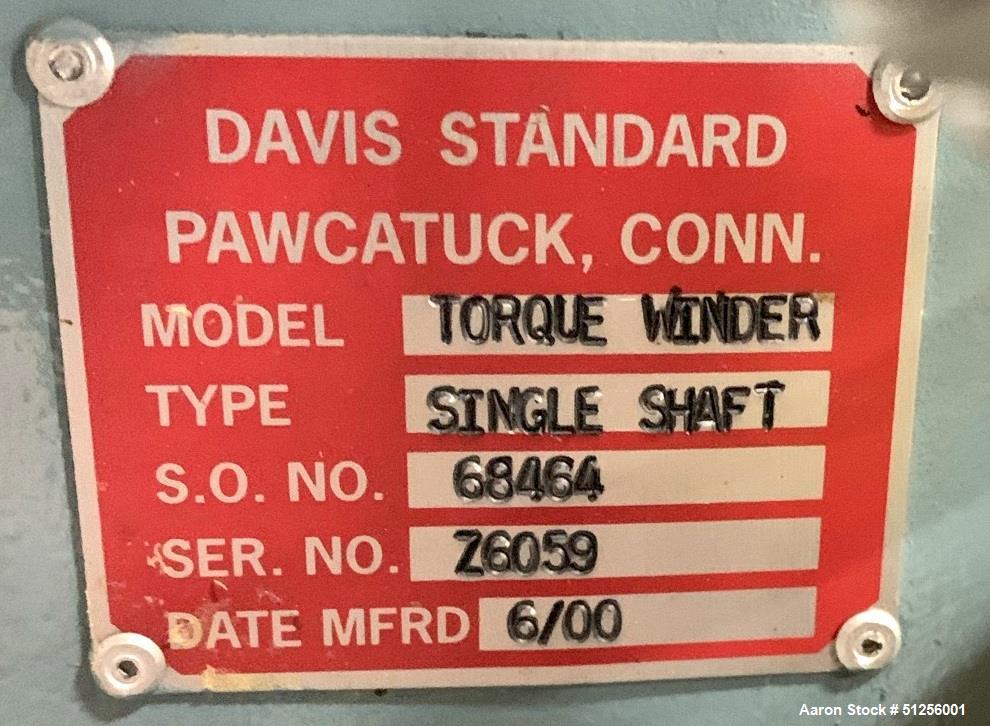 DAVIS STANDARD
PAWCATUCK, CONN.
MODEL TORQUE WINDER
TYPE SINGLE SHAFT
S.O. NO. 68464
SER. NO. Z6059
DATE MFRD 6/00
Aaron Stock # 51256001